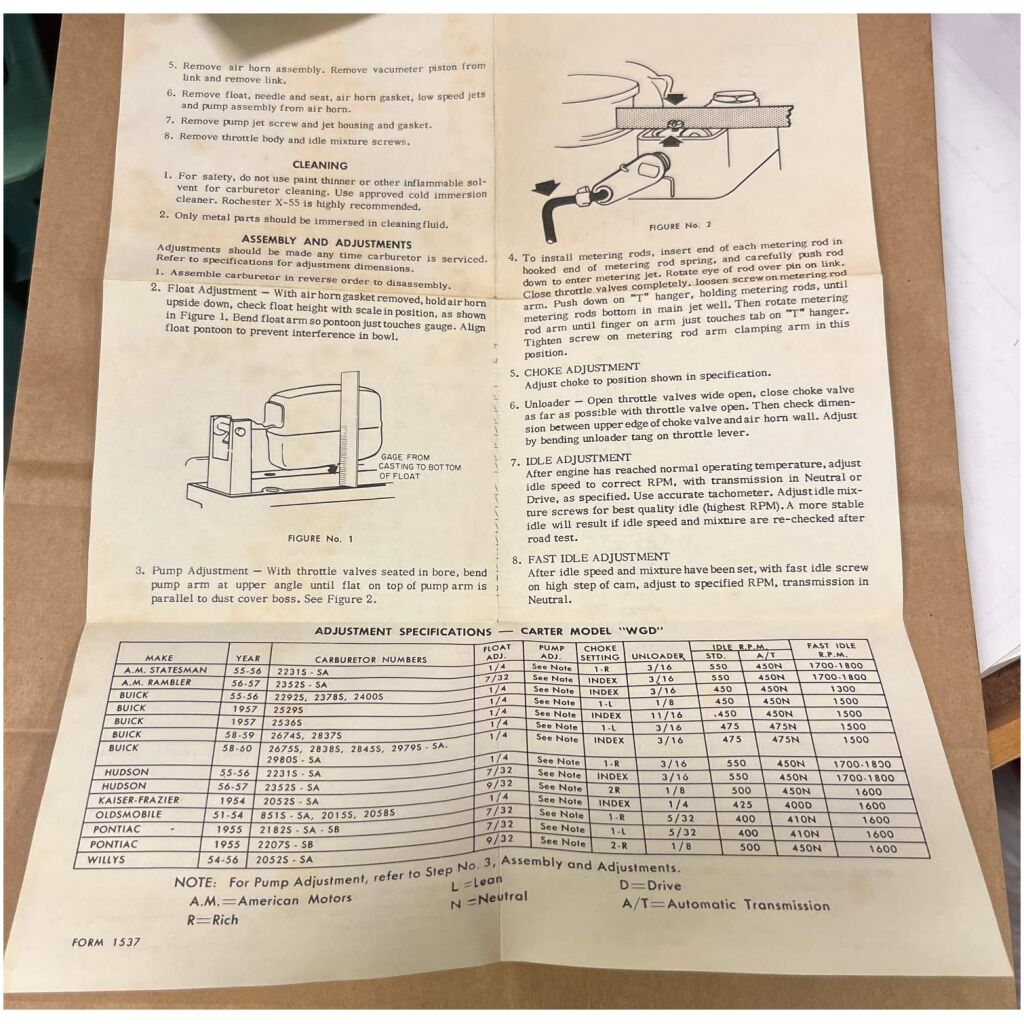 5. Remove air horn assembly. Remove vacumeter piston from
link and remove link.
6. Remove float, needle and seat, air horn gasket, low speed jets
and pump assembly from air horn.
7. Remove pump jet screw and jet housing and gasket.
8. Remove throttle body and idle mixture screws.
CLEANING
1. For safety, do not use paint thinner or other inflammable sol-
vent for carburetor cleaning. Use approved cold immersion
cleaner. Rochester X-55 is highly recommended.
2. Only metal parts should be immersed in cleaning fluid.
ASSEMBLY AND ADJUSTMENTS
Adjustments should be made any time carburetor is serviced.
Refer to specifications for adjustment dimensions.
1. Assemble carburetor in reverse order to disassembly.
2. Float Adjustment — With air horn gasket removed, hold air horn
upside down, check float height with scale in position, as shown
in Figure 1. Bend float arm so pontoon just touches gauge. Align
float pontoon to prevent interference in bowl.
GAGE FROM
CASTING TO BOTTOM
OF FLOAT
FIGURE No. 1
3. Pump Adjustment — With throttle valves seated in bore, bend
pump arm at upper angle until flat on top of pump arm is
parallel to dust cover boss. See Figure 2.
FIGURE No. 2
4. To install metering rods, insert end of each metering rod in
hooked end of metering rod spring, and carefully push rod
down to enter metering jet. Rotate eye of rod over pin on link.
Close throttle valves completely, loosen screw on metering rod
arm. Push down on "T" hanger, holding metering rods, until
metering rods bottom in main jet well. Then rotate metering
rod arm until finger on arm just touches tab on "T" hanger.
Tighten screw on metering rod arm clamping arm in this
position.
5. CHOKE ADJUSTMENT
Adjust choke to position shown in specification.
6. Unloader — Open throttle valves wide open, close choke valve
as far as possible with throttle valve open. Then check dimen-
sion between upper edge of choke valve and air horn wall. Adjust
by bending unloader tang on throttle lever.
7. IDLE ADJUSTMENT
After engine has reached normal operating temperature, adjust
idle speed to correct RPM, with transmission in Neutral or
Drive, as specified. Use accurate tachometer. Adjust idle mix-
ture screws for best quality idle (highest RPM). A more stable
idle will result if idle speed and mixture are re-checked after
road test.
8. FAST IDLE ADJUSTMENT
After idle speed and mixture have been set, with fast idle screw
on high step of cam, adjust to specified RPM, transmission in
Neutral.
ADJUSTMENT SPECIFICATIONS — CARTER MODEL "WGD"
MAKE YEAR CARBURETOR NUMBERS FLOAT ADJ. PUMP ADJ. CHOKE SETTING UNLOADER IDLE R.P.M. STD. A/T FAST IDLE R.P.M.
A.M. STATESMAN 55-56 2231S - SA 1/4 See Note 1-R 3/16 550 450N 1700-1800
A.M. RAMBLER 56-57 2352S - SA 7/32 See Note INDEX 3/16 550 450N 1700-1800
BUICK 55-56 2292S, 2378S, 2400S 1/4 See Note INDEX 3/16 450 450N 1300
BUICK 1957 2529S 1/4 See Note 1-L 1/8 450 450N 1500
BUICK 1957 2536S 1/4 See Note INDEX 11/16 450 450N 1500
BUICK 58-59 2674S, 2837S 1/4 See Note 1-L 3/16 475 475N 1500
BUICK 58-60 2675S, 2838S, 2845S, 2979S - SA. 1/4 See Note INDEX 3/16 475 475N 1500
2980S - SA
HUDSON 55-56 2231S - SA 1/4 See Note 1-R 3/16 550 450N 1700-1800
HUDSON 56-57 2352S - SA 7/32 See Note INDEX 3/16 550 450N 1700-1800
KAISER-FRAZIER 1954 2052S - SA 9/32 See Note 2R 1/8 500 450N 1600
OLDSMOBILE 51-54 851S - SA, 2015S, 2058S 1/4 See Note INDEX 1/4 425 400D 1600
PONTIAC - 1955 2182S - SA - SB 7/32 See Note 1-R 5/32 400 410N 1600
PONTIAC 1955 2207S - SB 7/32 See Note 1-L 5/32 400 410N 1600
WILLYS 54-56 2052S - SA 9/32 See Note 2-R 1/8 500 450N 1600
NOTE: For Pump Adjustment, refer to Step No. 3, Assembly and Adjustments.
A.M.=American Motors L =Lean D=Drive
R=Rich N =Neutral A/T=Automatic Transmission
FORM 1537